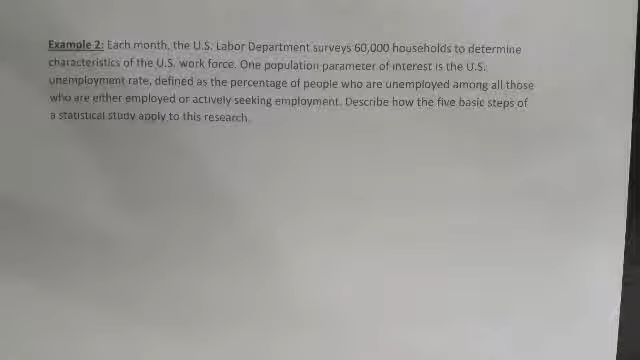 Example 2: Each month, the U.S. Labor Department surveys 60,000 households to determine
characteristics of the U.S. work force. One population parameter of interest is the U.S.
unemployment rate, defined as the percentage of people who are unemployed among all those
who are either employed or actively seeking employment. Describe how the five basic steps of
a statistical study apply to this research.